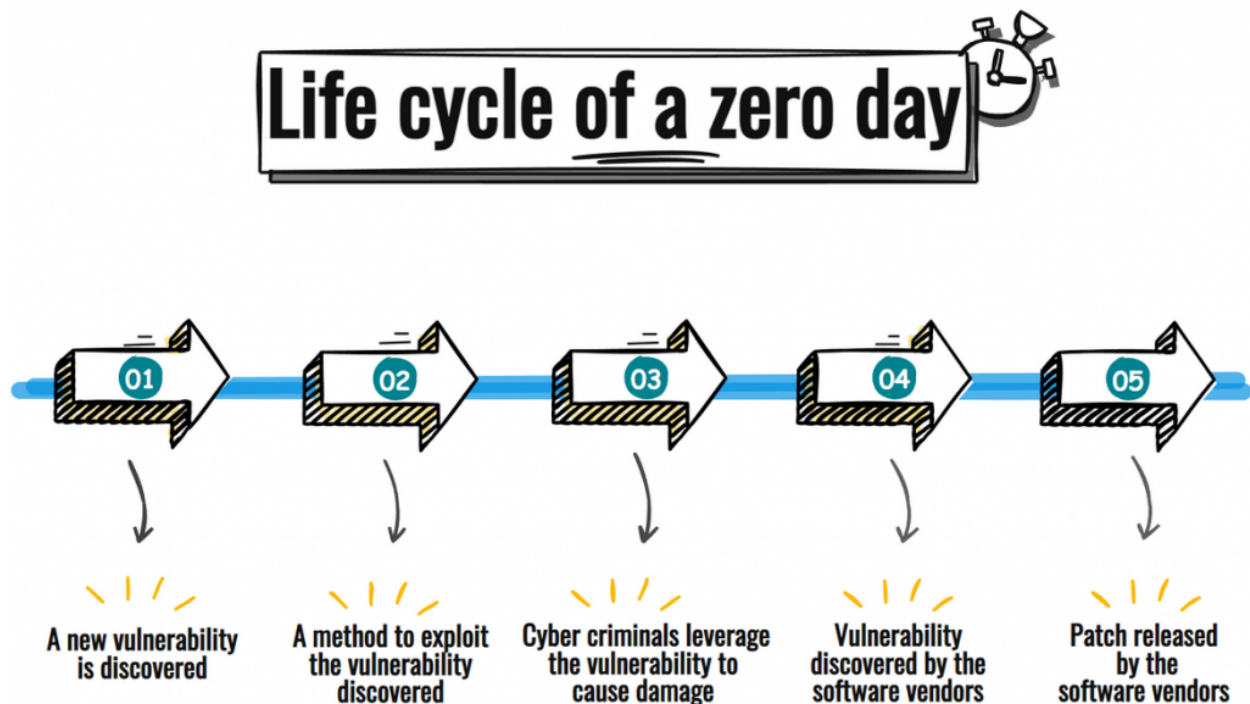 Life cycle of a zero day
01
02
03
04
05
A new vulnerability
is discovered
A method to exploit
the vulnerability
discovered
Cyber criminals leverage
the vulnerability to
cause damage
Vulnerability
discovered by the
software vendors
Patch released
by the
software vendors